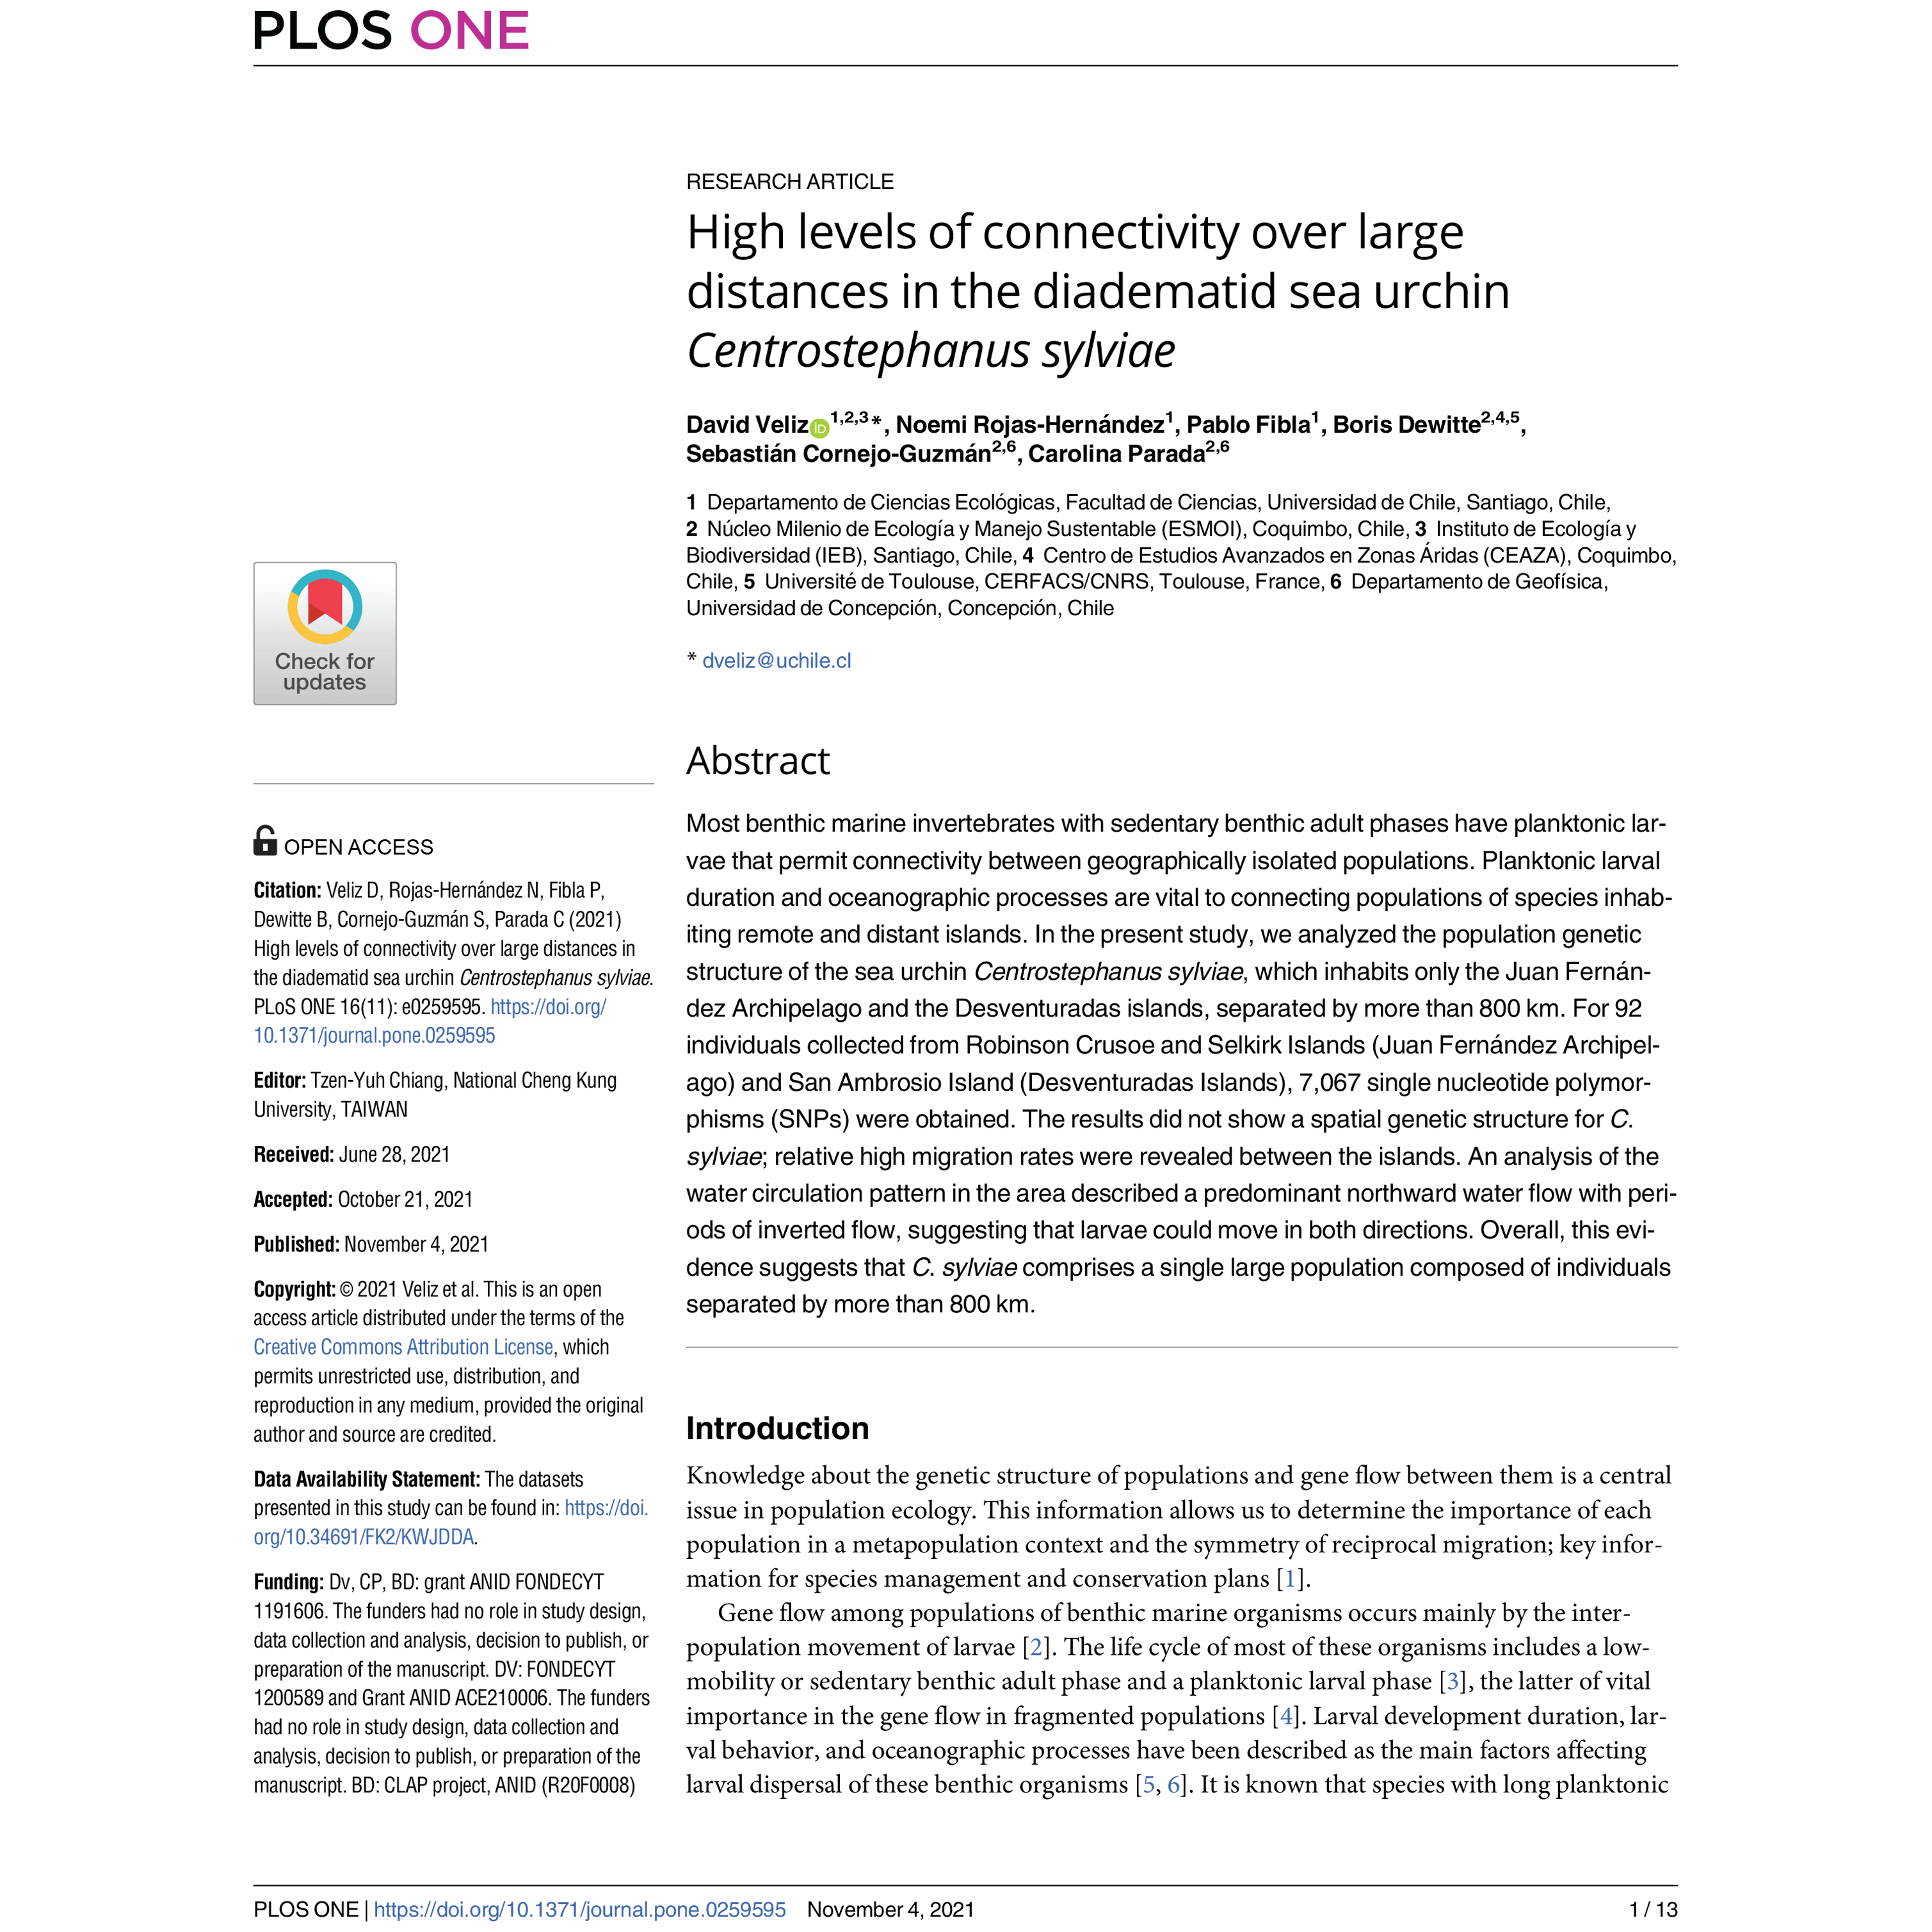 PLOS ONE
RESEARCH ARTICLE
High levels of connectivity over large
distances in the diadematid sea urchin
Centrostephanus sylviae
David Veliz iD 1,2,3*, Noemi Rojas-Hernández1, Pablo Fibla1, Boris Dewitte2,4,5,
Sebastián Cornejo-Guzmán2,6, Carolina Parada2,6
1 Departamento de Ciencias Ecológicas, Facultad de Ciencias, Universidad de Chile, Santiago, Chile,
2 Núcleo Milenio de Ecología y Manejo Sustentable (ESMOI), Coquimbo, Chile, 3 Instituto de Ecología y
Biodiversidad (IEB), Santiago, Chile, 4 Centro de Estudios Avanzados en Zonas Áridas (CEAZA), Coquimbo,
Chile, 5 Université de Toulouse, CERFACS/CNRS, Toulouse, France, 6 Departamento de Geofísica,
Universidad de Concepción, Concepción, Chile
* dveliz@uchile.cl
Check for
updates
OPEN ACCESS
Citation: Veliz D, Rojas-Hernández N, Fibla P,
Dewitte B, Cornejo-Guzmán S, Parada C (2021)
High levels of connectivity over large distances in
the diadematid sea urchin Centrostephanus sylviae.
PLoS ONE 16(11): e0259595. https://doi.org/
10.1371/journal.pone.0259595
Editor: Tzen-Yuh Chiang, National Cheng Kung
University, TAIWAN
Received: June 28, 2021
Accepted: October 21, 2021
Published: November 4, 2021
Copyright: © 2021 Veliz et al. This is an open
access article distributed under the terms of the
Creative Commons Attribution License, which
permits unrestricted use, distribution, and
reproduction in any medium, provided the original
author and source are credited.
Data Availability Statement: The datasets
presented in this study can be found in: https://doi.
org/10.34691/FK2/KWJDDA.
Funding: Dv, CP, BD: grant ANID FONDECYT
1191606. The funders had no role in study design,
data collection and analysis, decision to publish, or
preparation of the manuscript. DV: FONDECYT
1200589 and Grant ANID ACE210006. The funders
had no role in study design, data collection and
analysis, decision to publish, or preparation of the
manuscript. BD: CLAP project, ANID (R20F0008)
Abstract
Most benthic marine invertebrates with sedentary benthic adult phases have planktonic lar-
vae that permit connectivity between geographically isolated populations. Planktonic larval
duration and oceanographic processes are vital to connecting populations of species inhab-
iting remote and distant islands. In the present study, we analyzed the population genetic
structure of the sea urchin Centrostephanus sylviae, which inhabits only the Juan Fernán-
dez Archipelago and the Desventuradas islands, separated by more than 800 km. For 92
individuals collected from Robinson Crusoe and Selkirk Islands (Juan Fernández Archipel-
ago) and San Ambrosio Island (Desventuradas Islands), 7,067 single nucleotide polymor-
phisms (SNPs) were obtained. The results did not show a spatial genetic structure for C.
sylviae; relative high migration rates were revealed between the islands. An analysis of the
water circulation pattern in the area described a predominant northward water flow with peri-
ods of inverted flow, suggesting that larvae could move in both directions. Overall, this evi-
dence suggests that C. sylviae comprises a single large population composed of individuals
separated by more than 800 km.
Introduction
Knowledge about the genetic structure of populations and gene flow between them is a central
issue in population ecology. This information allows us to determine the importance of each
population in a metapopulation context and the symmetry of reciprocal migration; key infor-
mation for species management and conservation plans [1].
Gene flow among populations of benthic marine organisms occurs mainly by the inter-
population movement of larvae [2]. The life cycle of most of these organisms includes a low-
mobility or sedentary benthic adult phase and a planktonic larval phase [3], the latter of vital
importance in the gene flow in fragmented populations [4]. Larval development duration, lar-
val behavior, and oceanographic processes have been described as the main factors affecting
larval dispersal of these benthic organisms [5, 6]. It is known that species with long planktonic
PLOS ONE | https://doi.org/10.1371/journal.pone.0259595 November 4, 2021
1 / 13